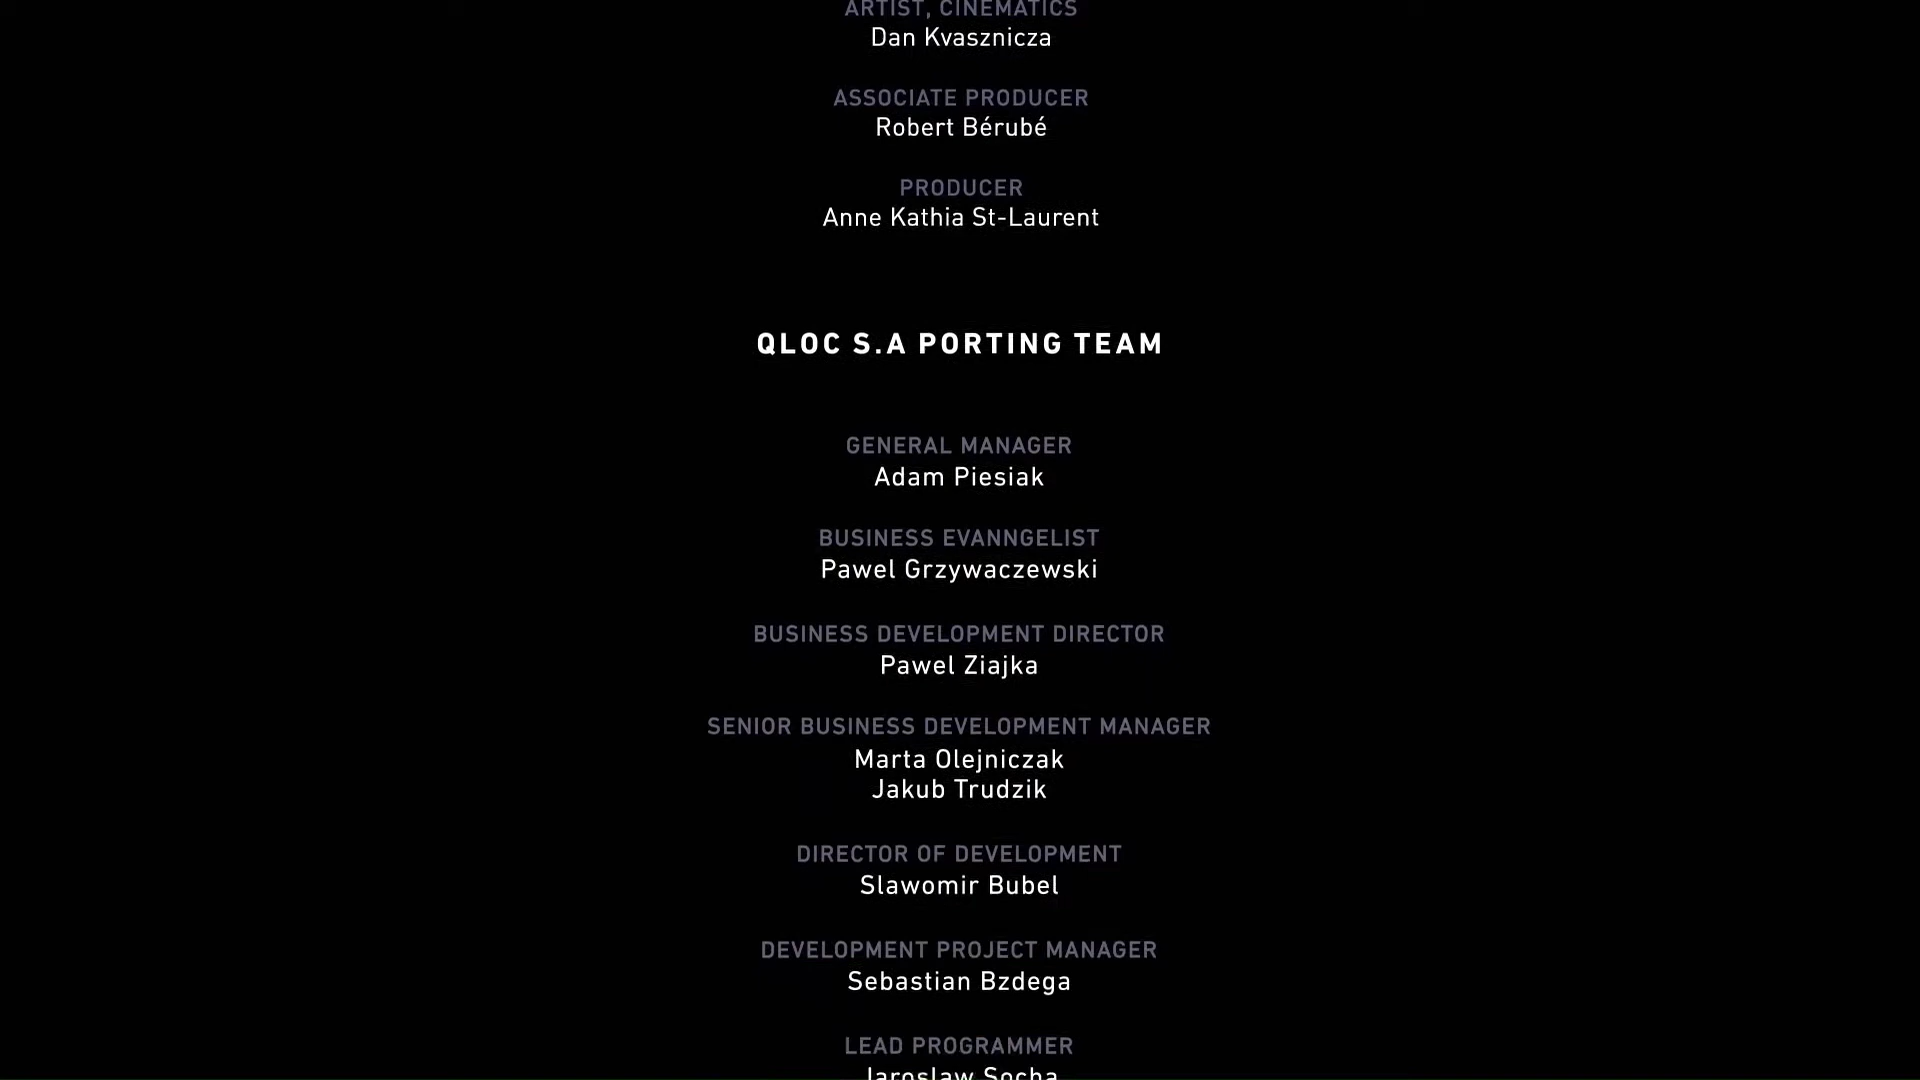 ARTIST, CINEMATICS
Dan Kvasznicza
ASSOCIATE PRODUCER
Robert Bérubé
PRODUCER
Anne Kathia St-Laurent
QLOC S.A PORTING TEAM
GENERAL MANAGER
Adam Piesiak
BUSINESS EVANNGELIST
Pawel Grzywaczewski
BUSINESS DEVELOPMENT DIRECTOR
Pawel Ziajka
SENIOR BUSINESS DEVELOPMENT MANAGER
Marta Olejniczak
Jakub Trudzik
DIRECTOR OF DEVELOPMENT
Slawomir Bubel
DEVELOPMENT PROJECT MANAGER
Sebastian Bzdega
LEAD PROGRAMMER
Jaroslaw Socha